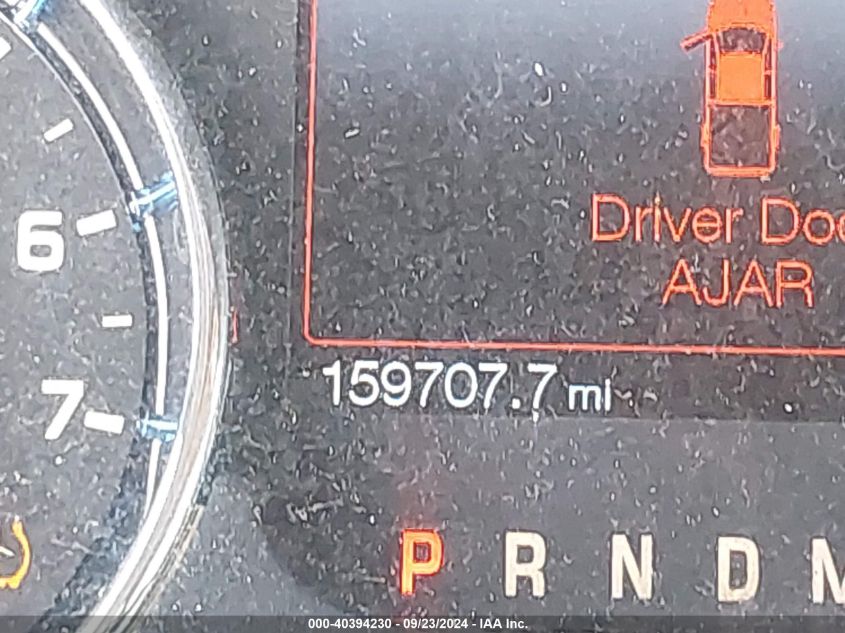 6
Driver Doo
AJAR
159707.7 mi
7
P R N D M
000-40394230 - 09/23/2024 - IAA Inc.